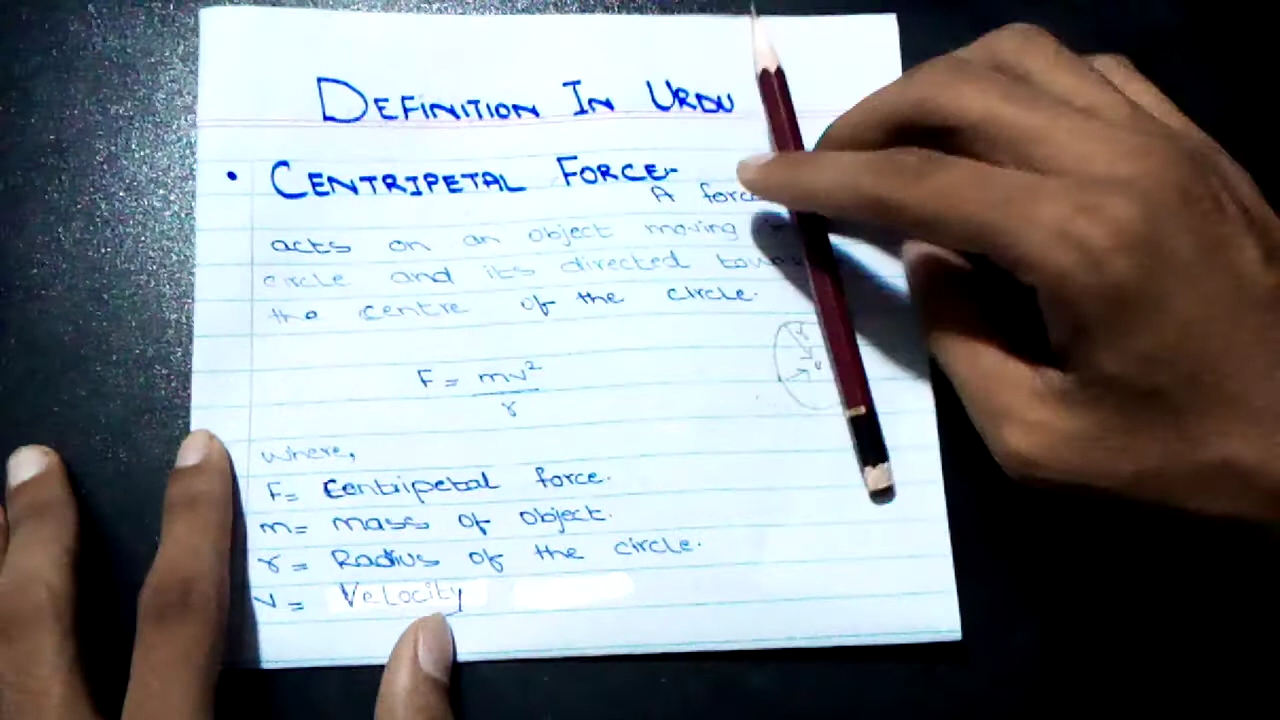 DEFINITION IN URDU
• CENTRIPETAL FORCE-
A force
acts on an object moving
circle and its directed
the centre of the circle.
F = mv²
r
where,
F= Centripetal force.
m= mass of object.
r = Radius of the circle.
v = Velocity